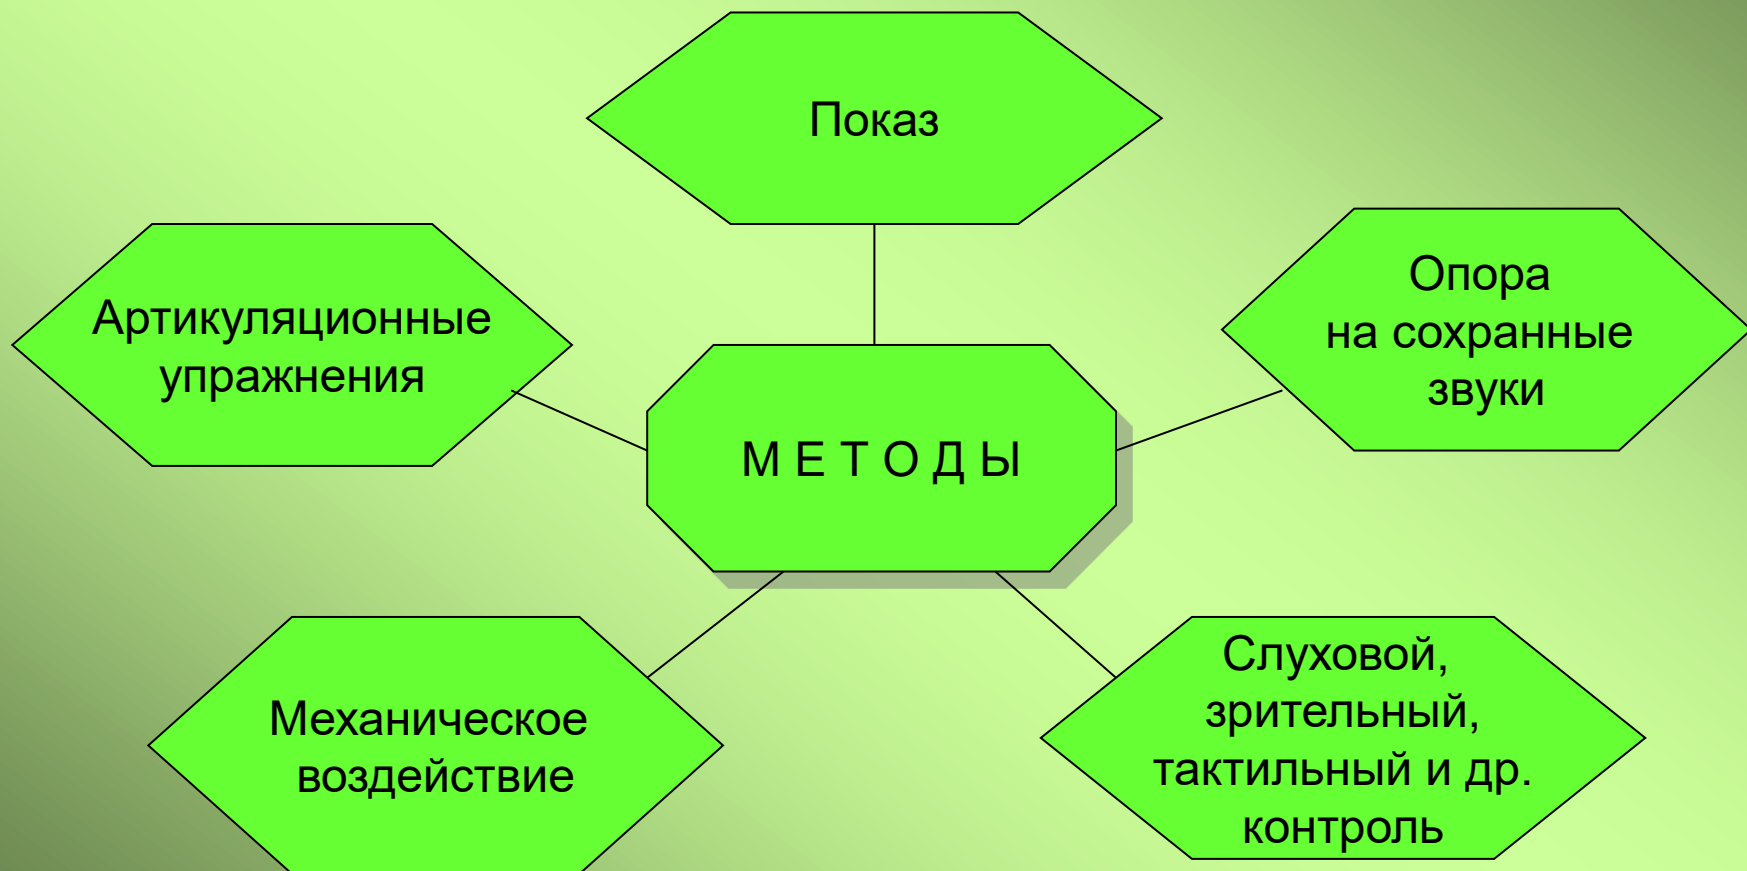 Показ
Опора
на сохранные
звуки
Артикуляционные
упражнения
М Е Т О Д Ы
Слуховой,
зрительный,
тактильный и др.
контроль
Механическое
воздействие